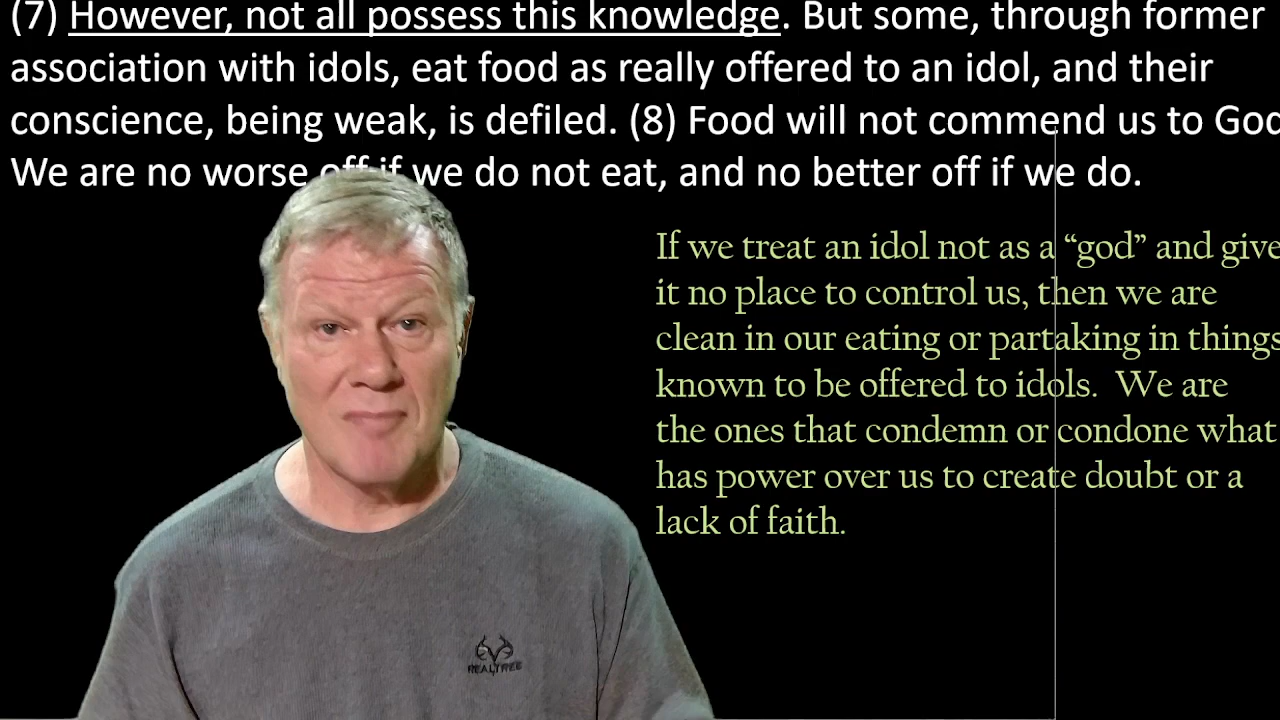 (7) However, not all possess this knowledge. But some, through former
association with idols, eat food as really offered to an idol, and their
conscience, being weak, is defiled. (8) Food will not commend us to God
We are no worse off if we do not eat, and no better off if we do.
If we treat an idol not as a “god” and give
it no place to control us, then we are
clean in our eating or partaking in things
known to be offered to idols.  We are
the ones that condemn or condone what
has power over us to create doubt or a
lack of faith.
REALTREE